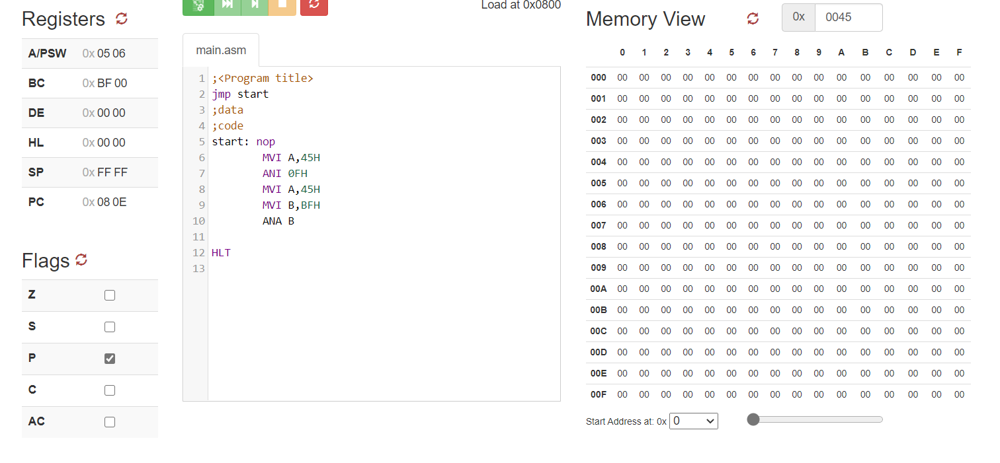 Registers
A/PSW 0x 05 06
BC 0x BF 00
DE 0x 00 00
HL 0x 00 00
SP 0x FF FF
PC 0x 08 0E
Flags
Z
S
P
C
AC
Load at 0x0800
main.asm
1 ;<Program title>
2 jmp start
3 ;data
4 ;code
5 start: nop
6 MVI A,45H
7 ANI 0FH
8 MVI A,45H
9 MVI B,BFH
10 ANA B
11
12 HLT
13
Memory View 0x 0045
0 1 2 3 4 5 6 7 8 9 A B C D E F
000 00 00 00 00 00 00 00 00 00 00 00 00 00 00 00 00
001 00 00 00 00 00 00 00 00 00 00 00 00 00 00 00 00
002 00 00 00 00 00 00 00 00 00 00 00 00 00 00 00 00
003 00 00 00 00 00 00 00 00 00 00 00 00 00 00 00 00
004 00 00 00 00 00 00 00 00 00 00 00 00 00 00 00 00
005 00 00 00 00 00 00 00 00 00 00 00 00 00 00 00 00
006 00 00 00 00 00 00 00 00 00 00 00 00 00 00 00 00
007 00 00 00 00 00 00 00 00 00 00 00 00 00 00 00 00
008 00 00 00 00 00 00 00 00 00 00 00 00 00 00 00 00
009 00 00 00 00 00 00 00 00 00 00 00 00 00 00 00 00
00A 00 00 00 00 00 00 00 00 00 00 00 00 00 00 00 00
00B 00 00 00 00 00 00 00 00 00 00 00 00 00 00 00 00
00C 00 00 00 00 00 00 00 00 00 00 00 00 00 00 00 00
00D 00 00 00 00 00 00 00 00 00 00 00 00 00 00 00 00
00E 00 00 00 00 00 00 00 00 00 00 00 00 00 00 00 00
00F 00 00 00 00 00 00 00 00 00 00 00 00 00 00 00 00
Start Address at: 0x 0